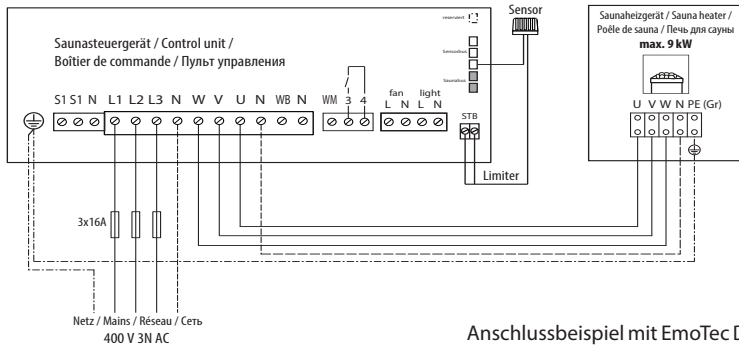 Sensor
reserviert
Saunasteuergerät / Control unit /
Boîtier de commande / Пульт управления
Sensorbus
Saunabus
S1 S1 N L1 L2 L3 N W V U N WB N
WM 3 4
fan light
L N L N
STB
Limiter
3x16A
Netz / Mains / Réseau / Сеть
400 V 3N AC
Saunaheizgerät / Sauna heater /
Poêle de sauna / Печь для сауны
max. 9 kW
U V W N PE (Gr)
Anschlussbeispiel mit EmoTec D